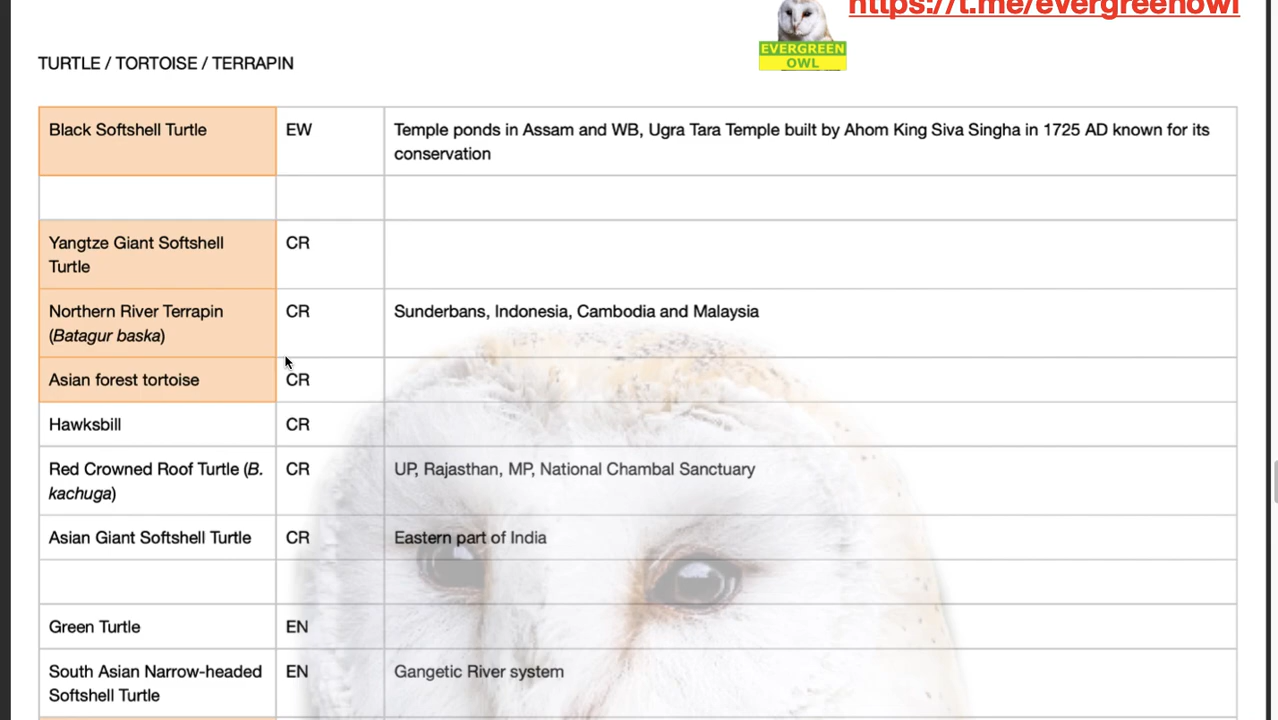 https://t.me/evergreenowl
EVERGREEN
OWL
TURTLE / TORTOISE / TERRAPIN
Black Softshell Turtle
EW
Temple ponds in Assam and WB, Ugra Tara Temple built by Ahom King Siva Singha in 1725 AD known for its
conservation
Yangtze Giant Softshell
Turtle
CR
Northern River Terrapin
(Batagur baska)
CR
Sunderbans, Indonesia, Cambodia and Malaysia
Asian forest tortoise
CR
Hawksbill
CR
Red Crowned Roof Turtle (B.
kachuga)
CR
UP, Rajasthan, MP, National Chambal Sanctuary
Asian Giant Softshell Turtle
CR
Eastern part of India
Green Turtle
EN
South Asian Narrow-headed
Softshell Turtle
EN
Gangetic River system